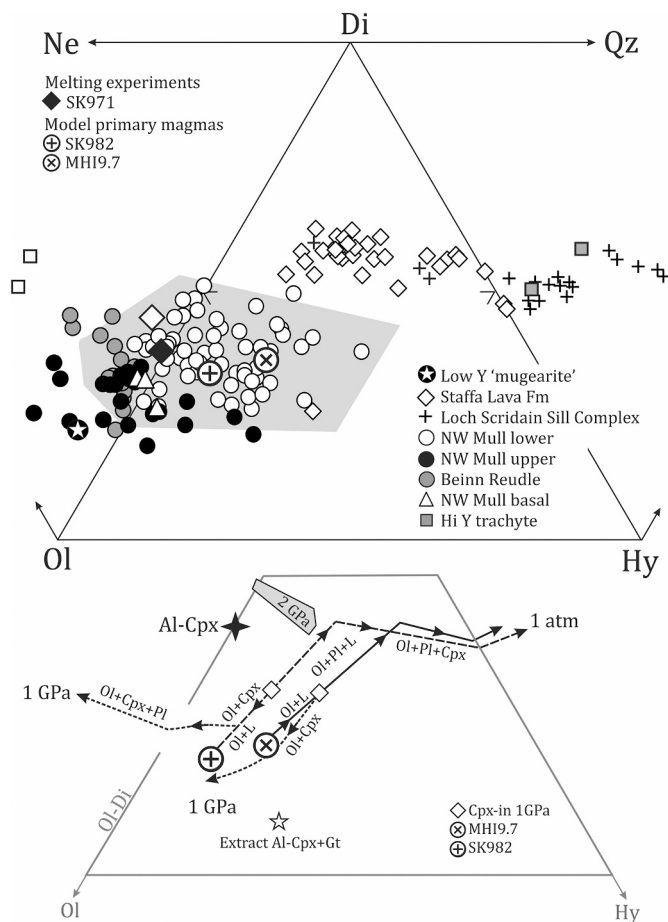 Di
Ne
Qz
Melting experiments
SK971
Model primary magmas
SK982
MHI9.7
Low Y ‘mugearite’
Staffa Lava Fm
Loch Scridain Sill Complex
NW Mull lower
NW Mull upper
Beinn Reudle
NW Mull basal
Hi Y trachyte
Ol
Hy
2 GPa
Al-Cpx
1 atm
Ol+Pl+L
Ol+Pl+Cpx
1 GPa
Ol+Cpx+Pl
Ol+Cpx
Ol+L
Ol+L
Ol+Cpx
1 GPa
Ol-Di
Extract Al-Cpx+Gt
Cpx-in 1GPa
MHI9.7
SK982
Ol
Hy